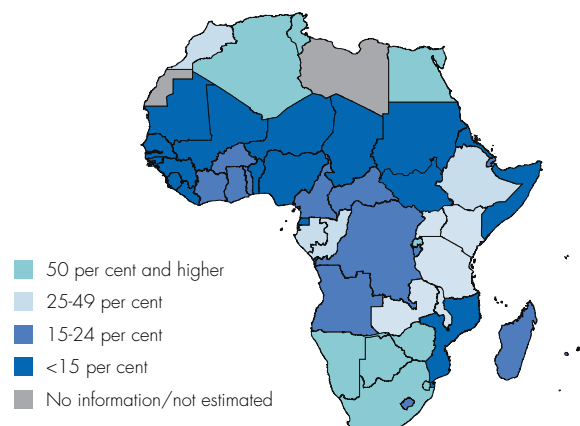 50 per cent and higher
25-49 per cent
15-24 per cent
<15 per cent
No information/not estimated